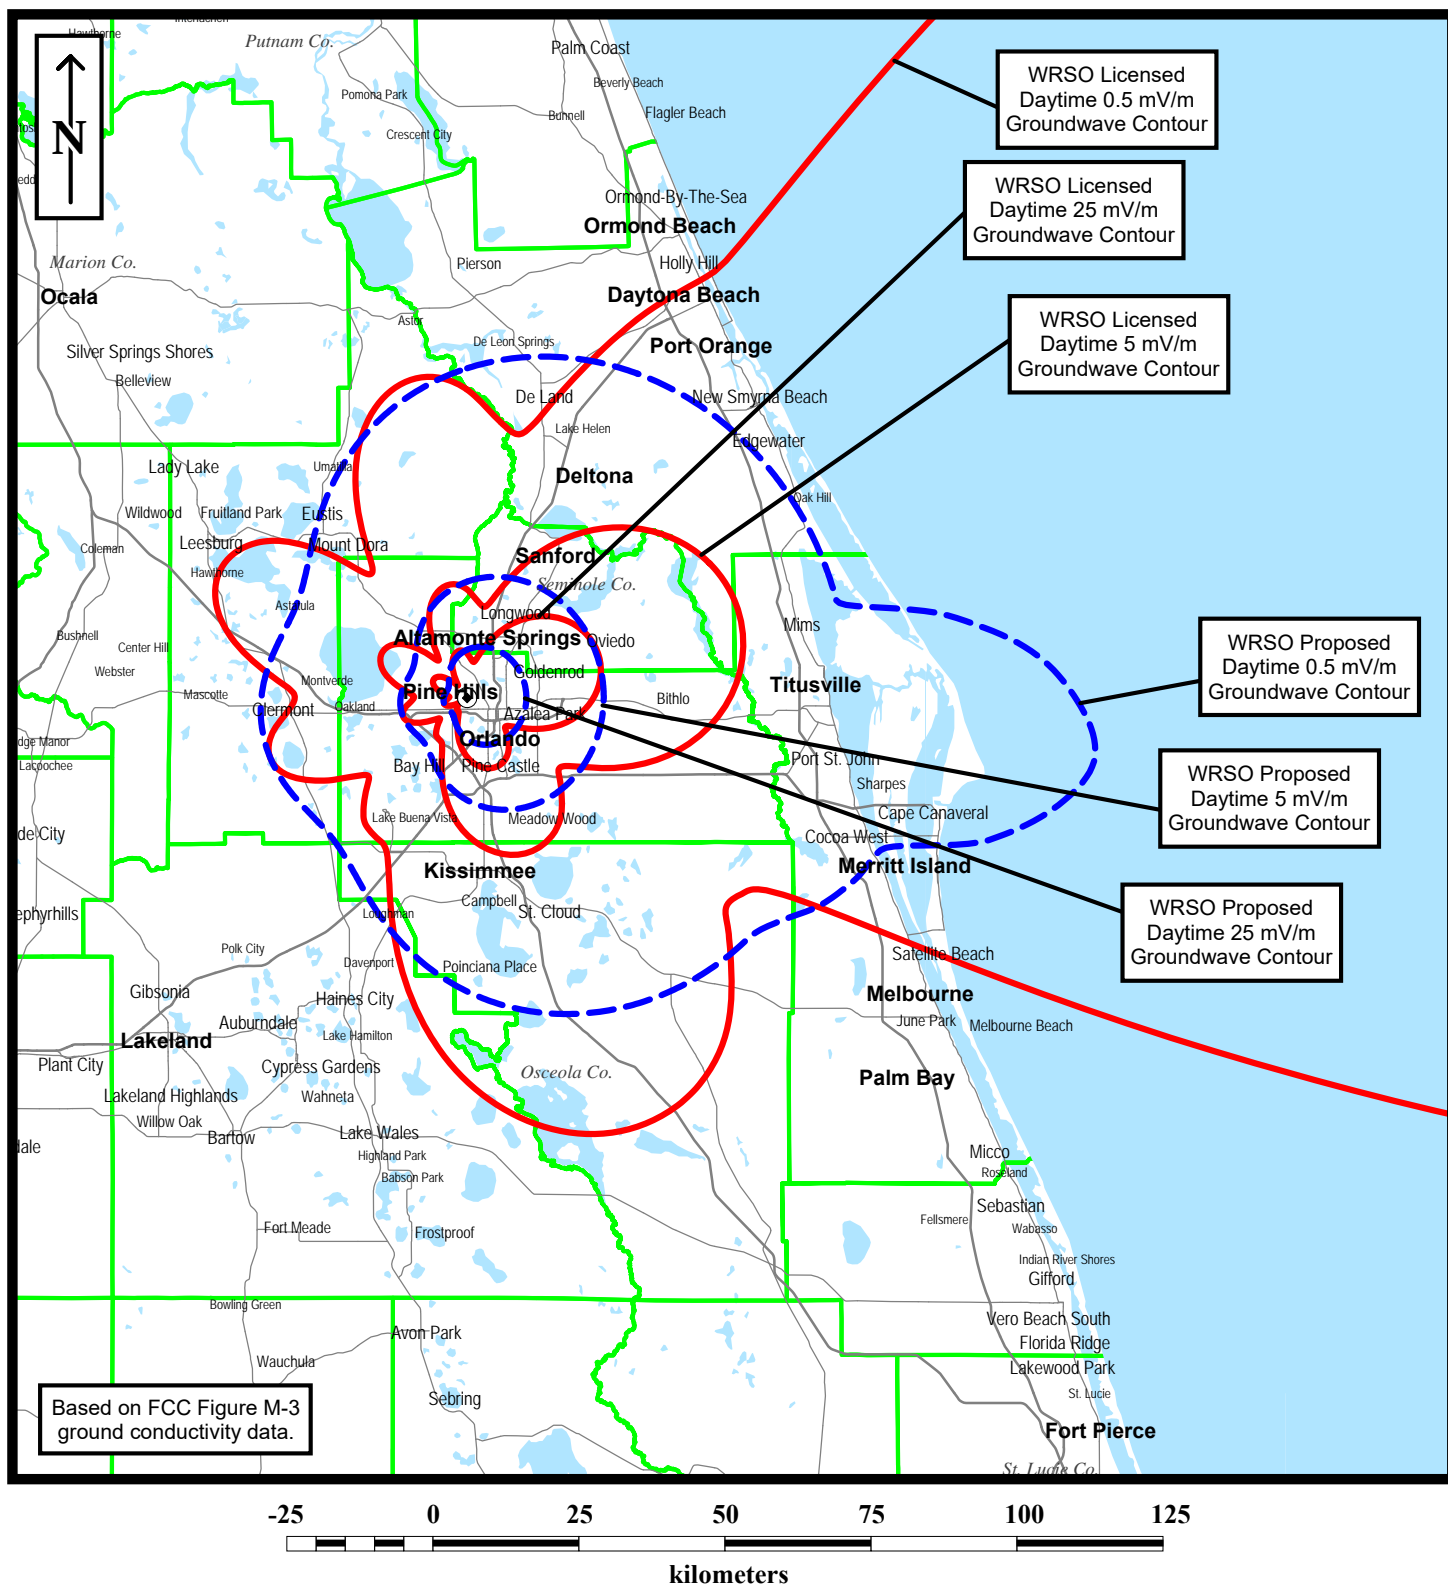 Hawthorne
Putnam Co.
Palm Coast
Beverly Beach
Pomona Park
Bunnell
Flagler Beach
Crescent City
WRSO Licensed
Daytime 0.5 mV/m
Groundwave Contour
N
WRSO Licensed
Daytime 25 mV/m
Groundwave Contour
Ormond-By-The-Sea
Ormond Beach
Marion Co.
Pierson
Holly Hill
Ocala
Daytona Beach
Astor
WRSO Licensed
Daytime 5 mV/m
Groundwave Contour
De Leon Springs
Port Orange
Silver Springs Shores
Belleview
De Land
New Smyrna Beach
Lake Helen
Edgewater
Lady Lake
Umatilla
Deltona
Oak Hill
Wildwood
Fruitland Park
Eustis
Coleman
Leesburg
Mount Dora
Sanford
Hawthorne
Seminole Co.
Astatula
Longwood
Mims
Bushnell
Center Hill
Altamonte Springs
Oviedo
WRSO Proposed
Daytime 0.5 mV/m
Groundwave Contour
Webster
Montverde
Goldenrod
Titusville
Mascotte
Pine Hills
Bithlo
Clermont
Oakland
Azalea Park
Orlando
dge Manor
Lacoochee
Bay Hill
Pine Castle
Port St. John
Sharpes
WRSO Proposed
Daytime 5 mV/m
Groundwave Contour
Lake Buena Vista
Meadow Wood
Cape Canaveral
de City
Cocoa West
Kissimmee
Merritt Island
Campbell
ephyrhills
Loughman
St. Cloud
WRSO Proposed
Daytime 25 mV/m
Groundwave Contour
Polk City
Davenport
Poinciana Place
Satellite Beach
Gibsonia
Haines City
Melbourne
Auburndale
Lake Hamilton
June Park
Melbourne Beach
Lakeland
Plant City
Cypress Gardens
Osceola Co.
Palm Bay
Lakeland Highlands
Wahneta
Willow Oak
Bartow
Lake Wales
dale
Highland Park
Micco
Babson Park
Roseland
Sebastian
Fort Meade
Frostproof
Fellsmere
Wabasso
Indian River Shores
Gifford
Bowling Green
Avon Park
Vero Beach South
Florida Ridge
Wauchula
Lakewood Park
Sebring
St. Lucie
Based on FCC Figure M-3
ground conductivity data.
Fort Pierce
St. Lucie Co.
-25 0 25 50 75 100 125
kilometers